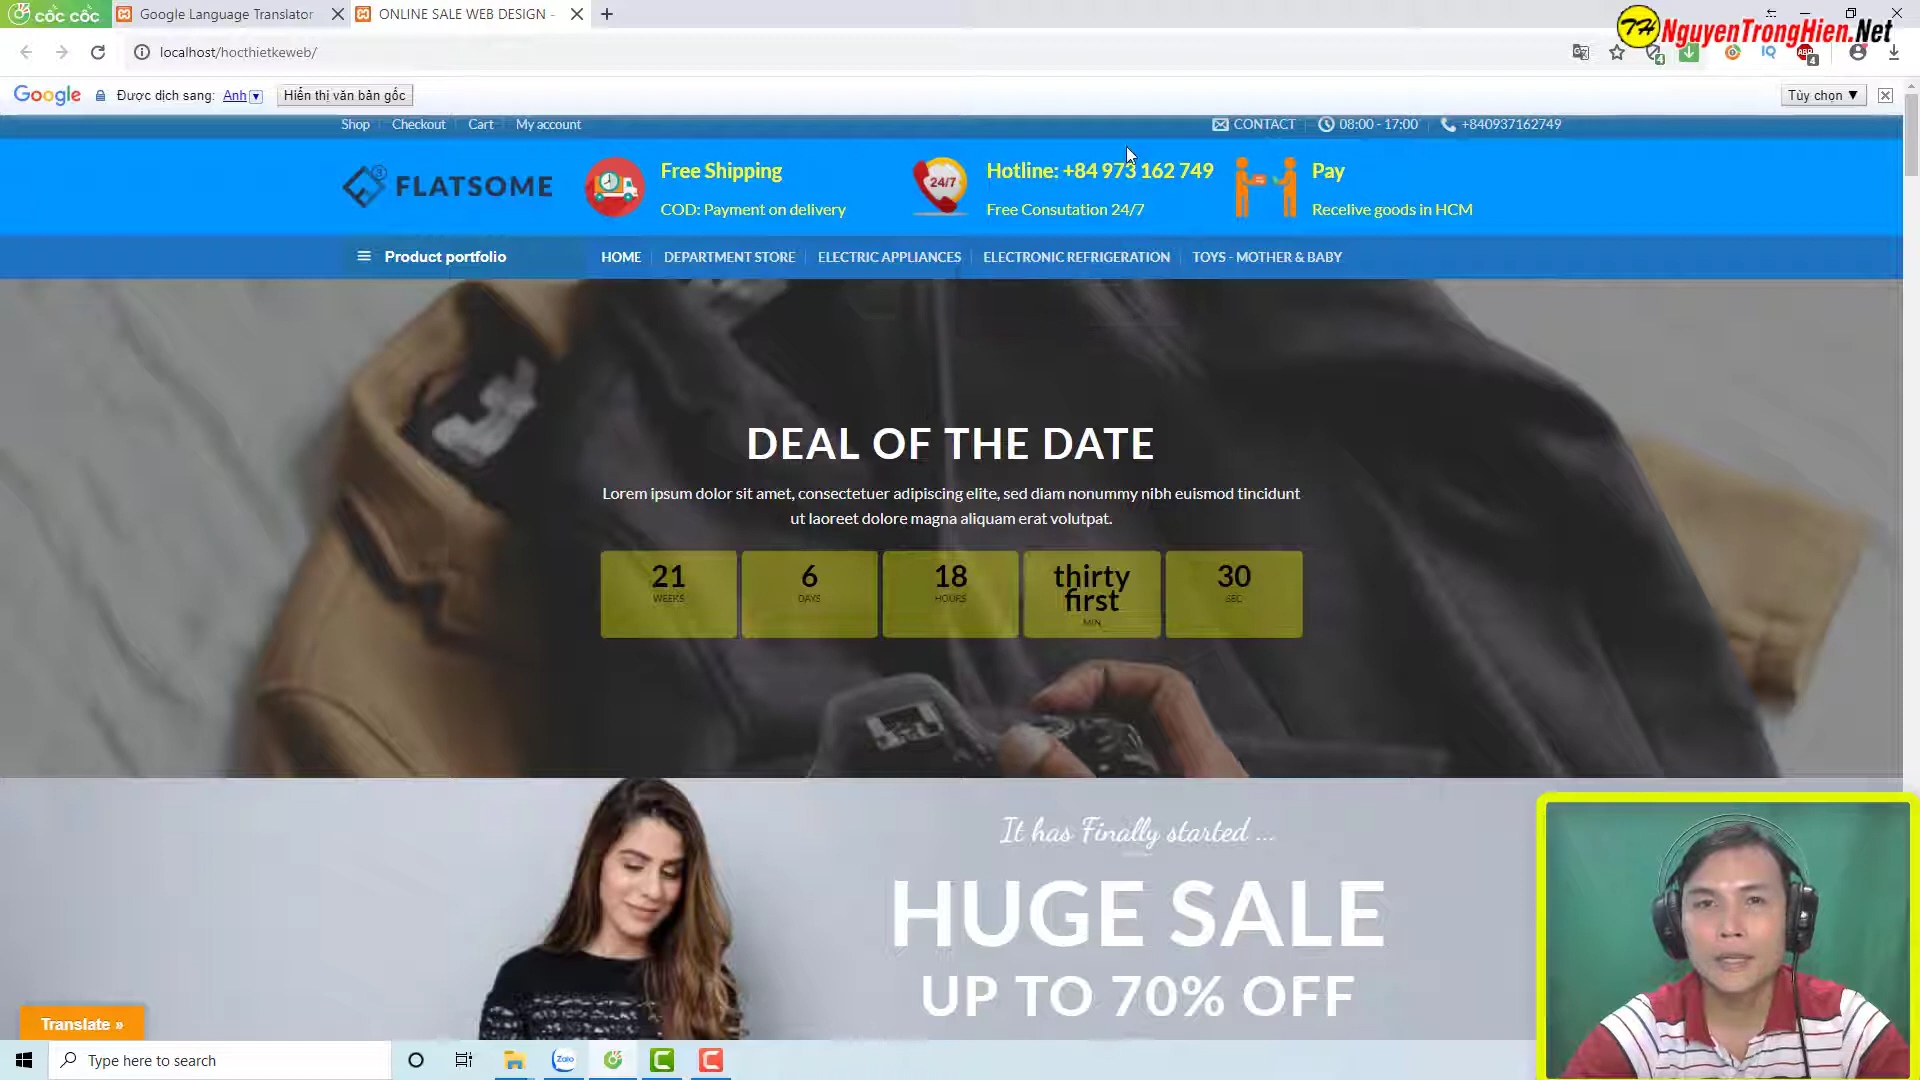 cốc cốc
Google Language Translator
ONLINE SALE WEB DESIGN -
NguyenTrongHien.Net
localhost/hocthietkeweb/
Google
Được dịch sang: Anh
Hiển thị văn bản gốc
Tùy chọn ▼
Shop
Checkout
Cart
My account
CONTACT
08:00 - 17:00
+840937162749
FLATSOME
3
Free Shipping
COD: Payment on delivery
24/7
Hotline: +84 973 162 749
Free Consutation 24/7
Pay
Recelive goods in HCM
Product portfolio
HOME
DEPARTMENT STORE
ELECTRIC APPLIANCES
ELECTRONIC REFRIGERATION
TOYS - MOTHER & BABY
DEAL OF THE DATE
Lorem ipsum dolor sit amet, consectetuer adipiscing elite, sed diam nonummy nibh euismod tincidunt
ut laoreet dolore magna aliquam erat volutpat.
21
WEEKS
6
DAYS
18
HOURS
thirty
first
MIN
30
SEC
It has Finally started ...
HUGE SALE
UP TO 70% OFF
Translate »
Type here to search
Zalo